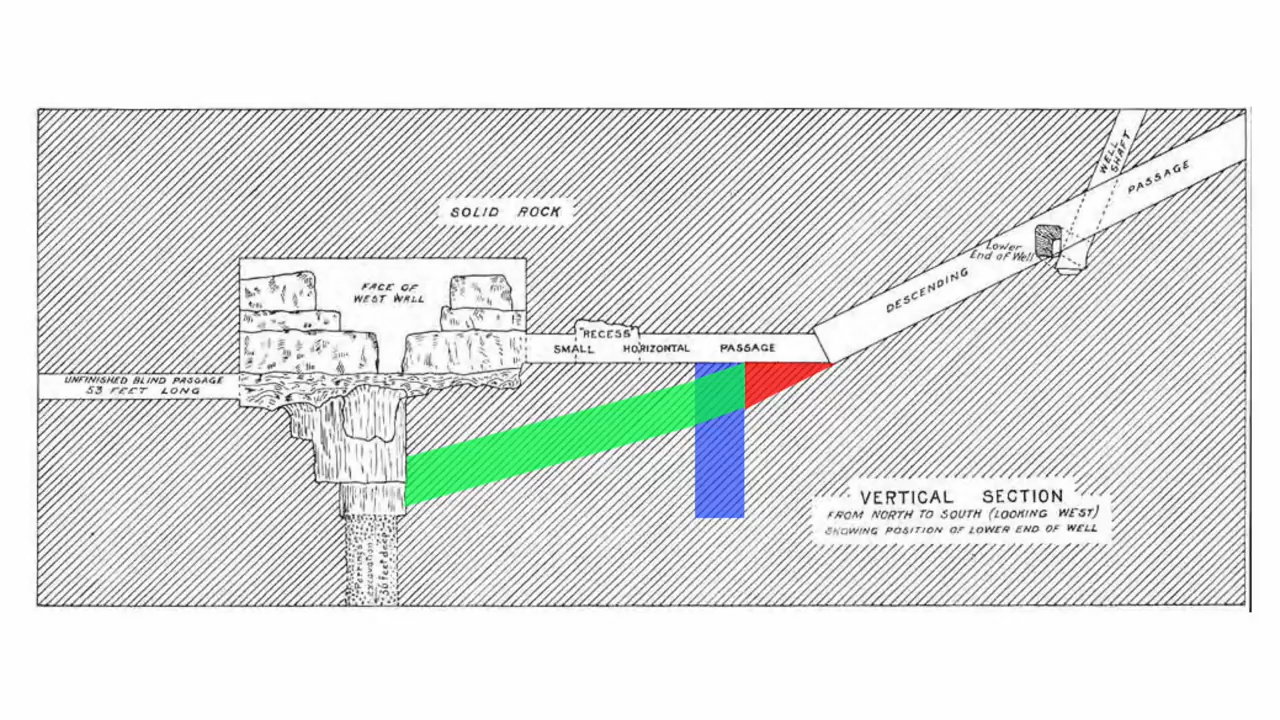 SOLID ROCK
FACE OF
WEST WALL
WELL
SHAFT
PASSAGE
Lower
End of Well
DESCENDING
RECESS
SMALL HORIZONTAL PASSAGE
UNFINISHED BLIND PASSAGE
53 FEET LONG
VERTICAL SECTION
FROM NORTH TO SOUTH (LOOKING WEST)
SHOWING POSITION OF LOWER END OF WELL
Perring's
excavation
36 feet deep